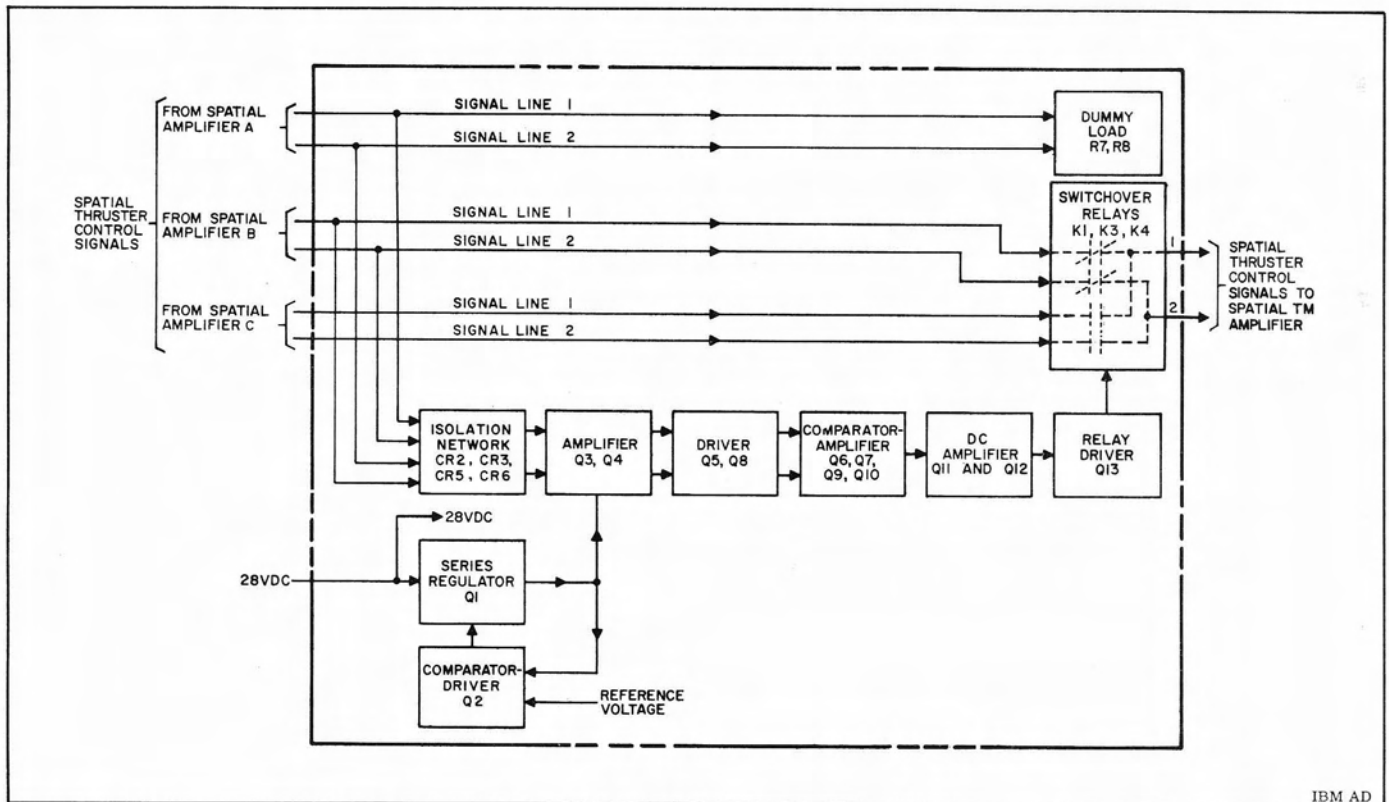 SPATIAL
THRUSTER
CONTROL
SIGNALS
FROM SPATIAL
AMPLIFIER A
SIGNAL LINE 1
SIGNAL LINE 2
FROM SPATIAL
AMPLIFIER B
SIGNAL LINE 1
SIGNAL LINE 2
FROM SPATIAL
AMPLIFIER C
SIGNAL LINE 1
SIGNAL LINE 2
DUMMY
LOAD
R7, R8
SWITCHOVER
RELAYS
K1, K3, K4
1
2
SPATIAL
THRUSTER
CONTROL
SIGNALS TO
SPATIAL TM
AMPLIFIER
ISOLATION
NETWORK
CR2, CR3,
CR5, CR6
AMPLIFIER
Q3, Q4
DRIVER
Q5, Q8
COMPARATOR-
AMPLIFIER
Q6, Q7,
Q9, Q10
DC
AMPLIFIER
Q11 AND Q12
RELAY
DRIVER
Q13
28VDC
28VDC
SERIES
REGULATOR
Q1
COMPARATOR-
DRIVER
Q2
REFERENCE
VOLTAGE
IBM AD